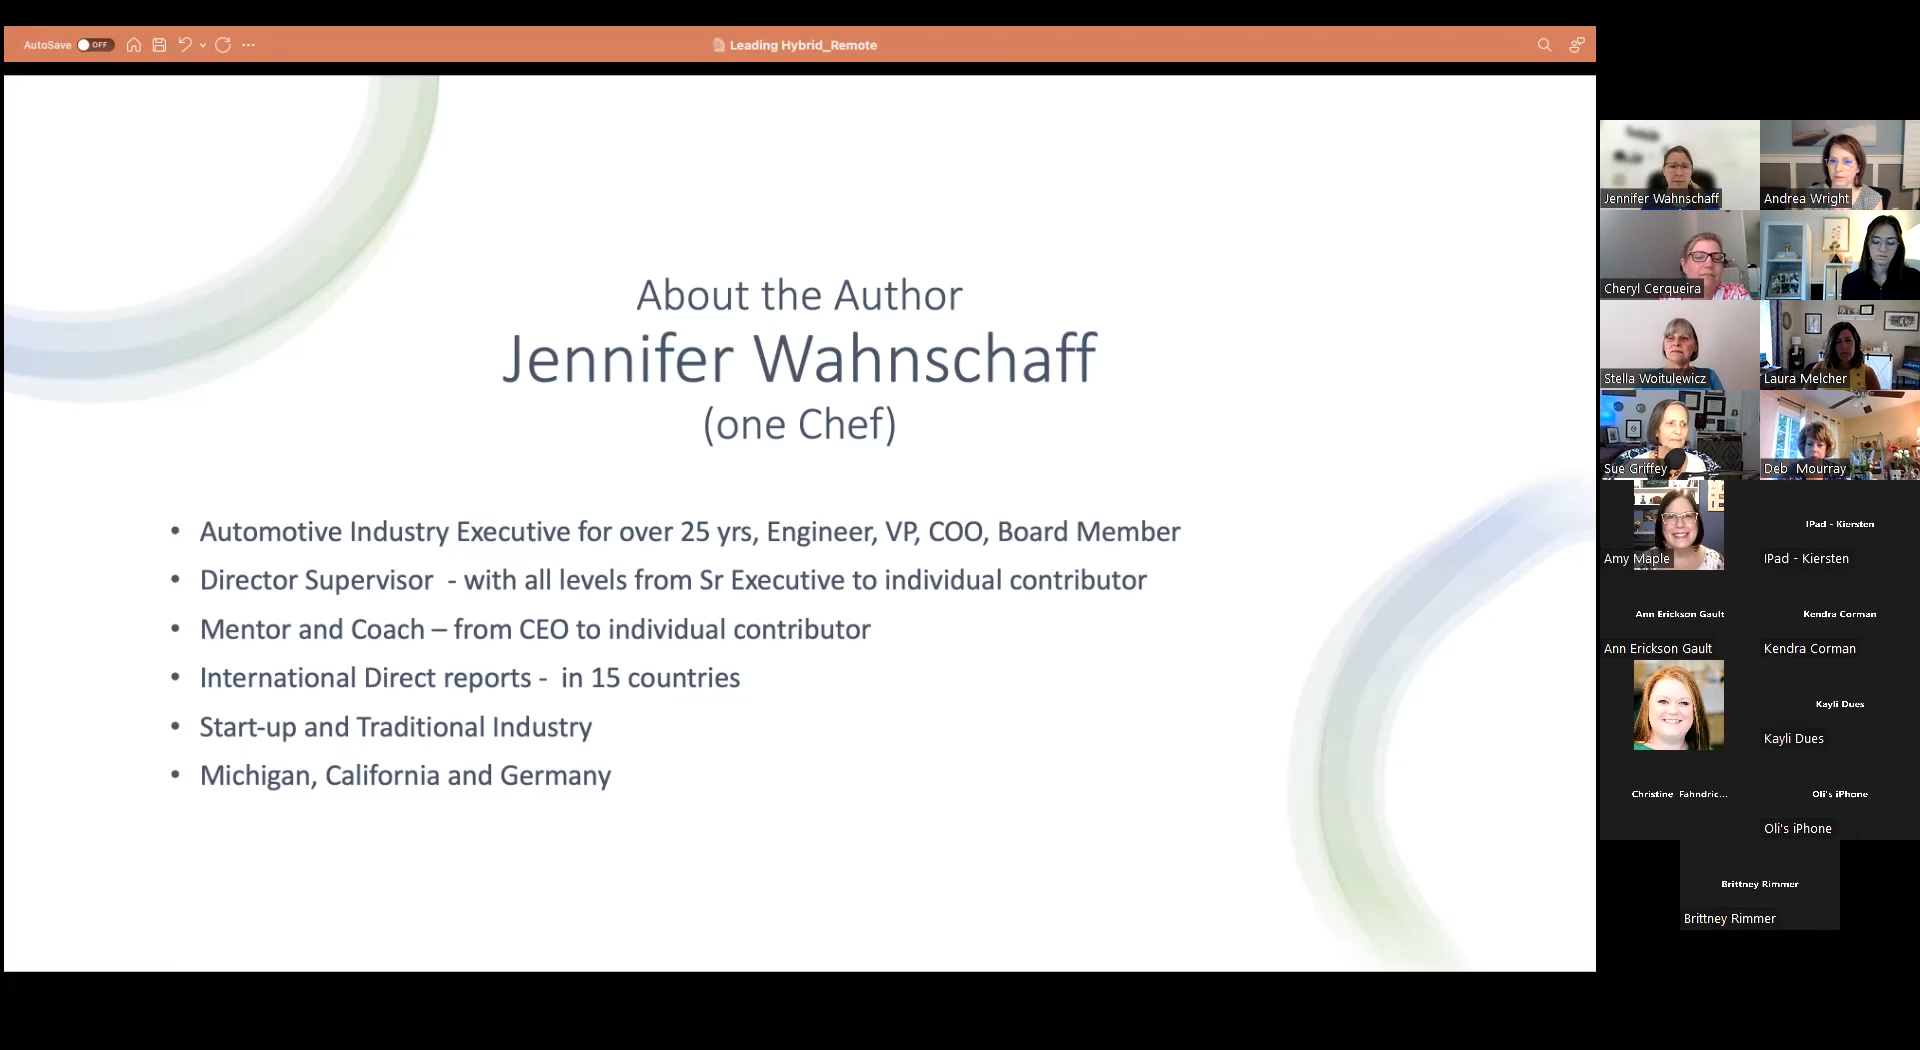 AutoSave OFF
Leading Hybrid_Remote
About the Author
Jennifer Wahnschaff
(one Chef)
• Automotive Industry Executive for over 25 yrs, Engineer, VP, COO, Board Member
• Director Supervisor - with all levels from Sr Executive to individual contributor
• Mentor and Coach – from CEO to individual contributor
• International Direct reports - in 15 countries
• Start-up and Traditional Industry
• Michigan, California and Germany
Jennifer Wahnschaff
Andrea Wright
Cheryl Cerqueira
Stella Woitulewicz
Laura Melcher
Sue Griffey
Deb Mourray
Amy Maple
IPad - Kiersten
IPad - Kiersten
Ann Erickson Gault
Ann Erickson Gault
Kendra Corman
Kendra Corman
Kayli Dues
Kayli Dues
Christine Fahndric...
Oli's iPhone
Oli's iPhone
Brittney Rimmer
Brittney Rimmer